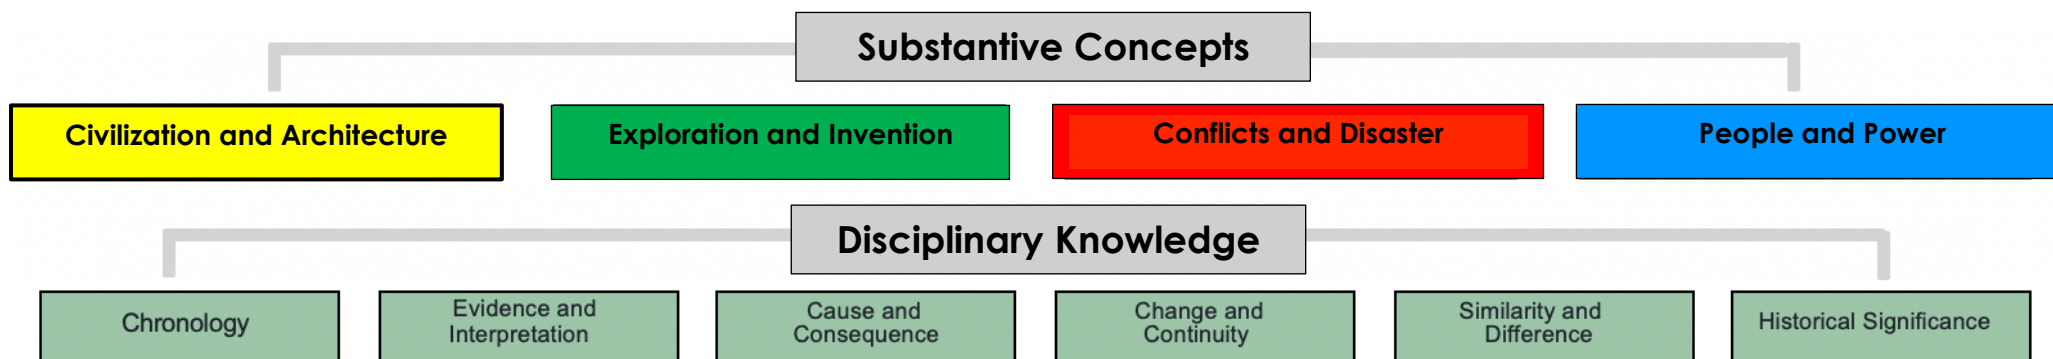 Substantive Concepts
Civilization and Architecture
Exploration and Invention
Conflicts and Disaster
People and Power
Disciplinary Knowledge
Chronology
Evidence and
Interpretation
Cause and
Consequence
Change and
Continuity
Similarity and
Difference
Historical Significance